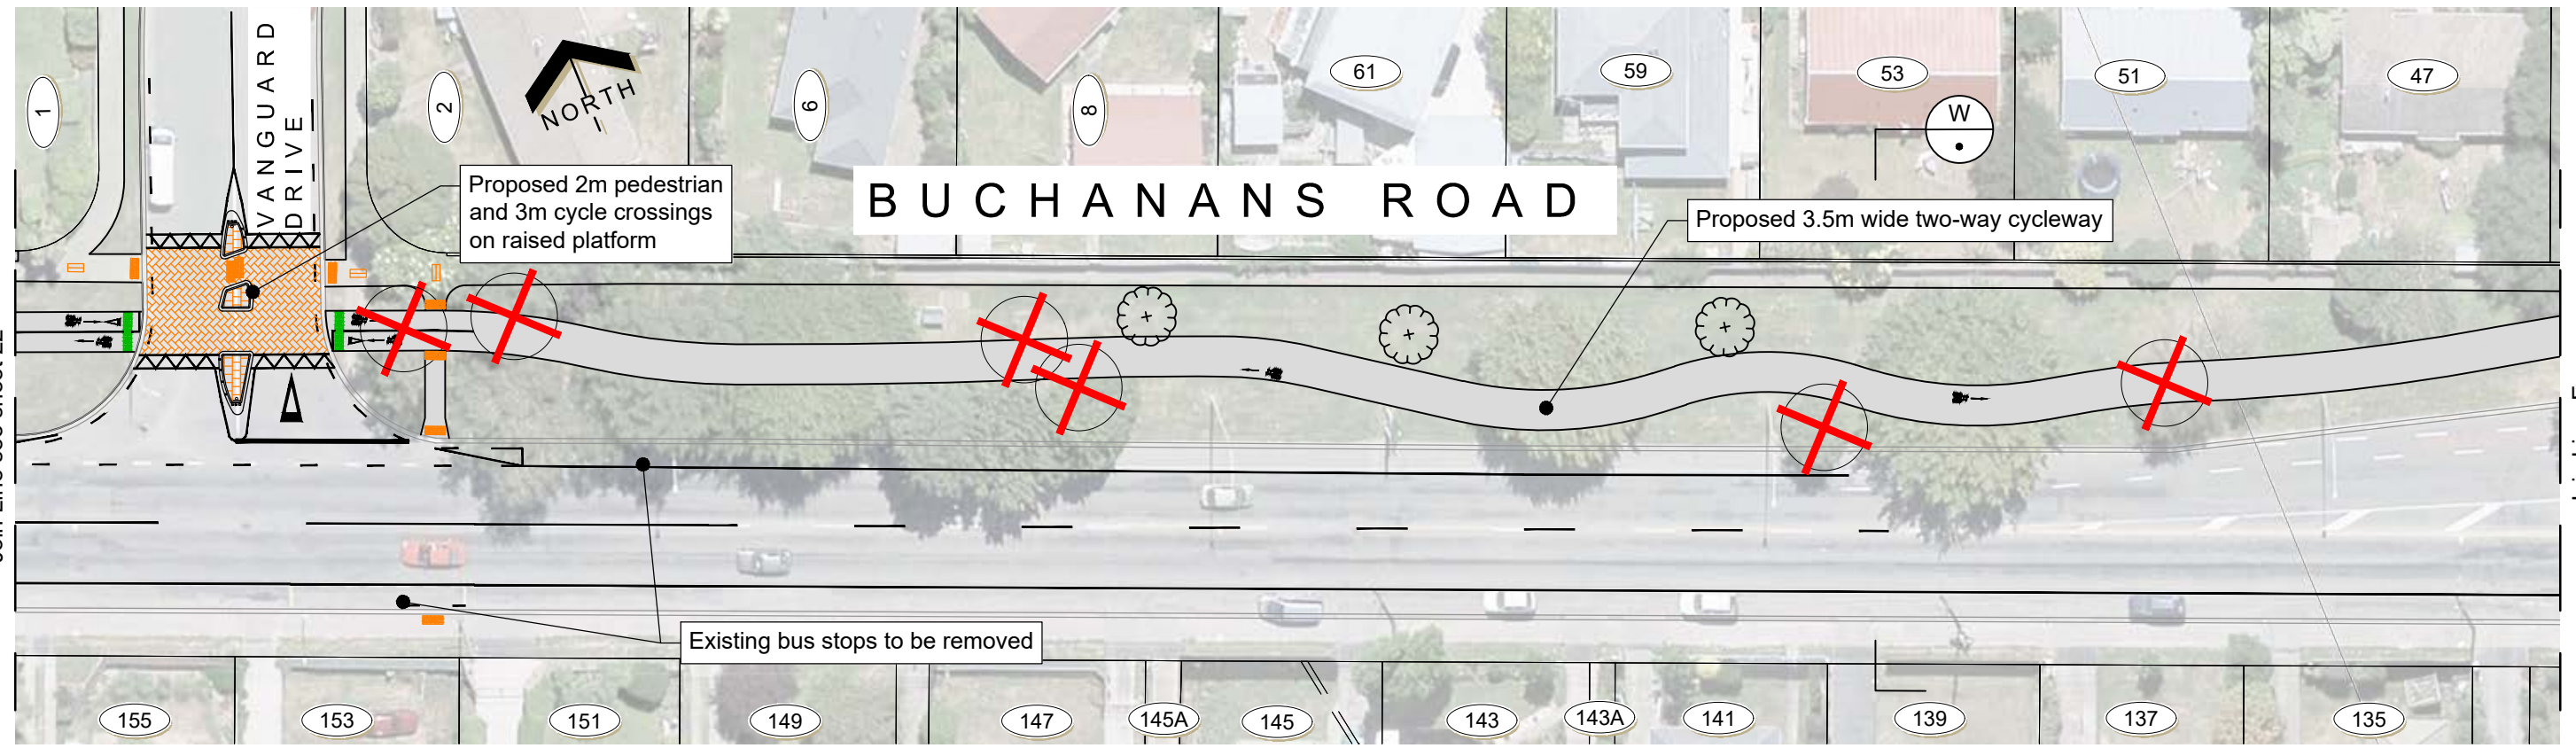 VANGUARD
DRIVE
1
2
NORTH
6
8
61
59
53
51
47
W
Proposed 2m pedestrian
and 3m cycle crossings
on raised platform
BUCHANANS ROAD
Proposed 3.5m wide two-way cycleway
Existing bus stops to be removed
155
153
151
149
147
145A
145
143
143A
141
139
137
135